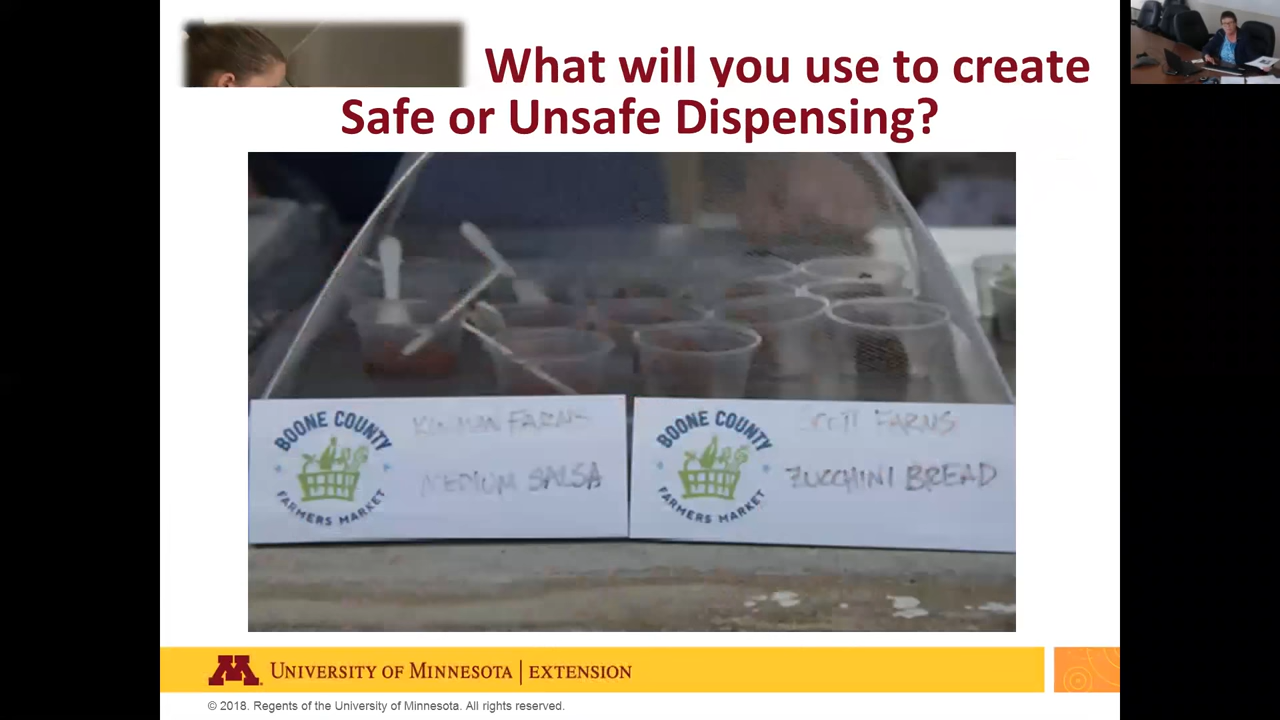 What will you use to create
Safe or Unsafe Dispensing?
BOONE COUNTY
FARMERS MARKET
FARMS
MEDIUM SALSA
BOONE COUNTY
FARMERS MARKET
FARMS
ZUCCHINI BREAD
M UNIVERSITY OF MINNESOTA | EXTENSION
© 2018. Regents of the University of Minnesota. All rights reserved.